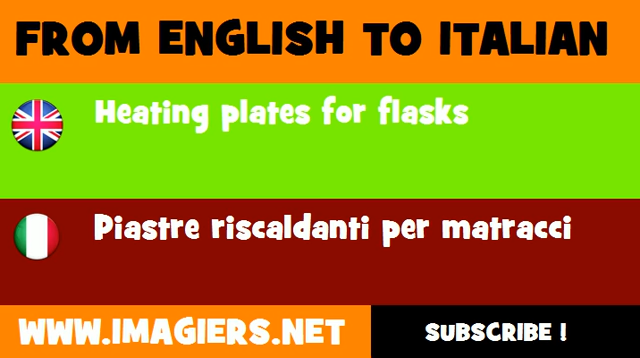 FROM ENGLISH TO ITALIAN
Heating plates for flasks
Piastre riscaldanti per matracci
WWW.IMAGIERS.NET
SUBSCRIBE !